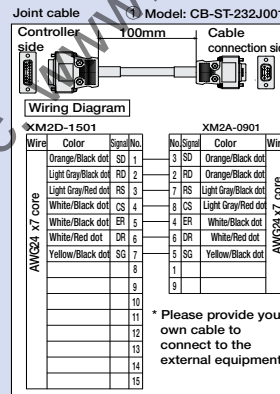 Joint cable ① Model: CB-ST-232J001
Controller side
100mm
Cable connection sid
Wiring Diagram
XM2D-1501
XM2A-0901
Wire Color Signal No. No. Signal Color Wir
Orange/Black dot SD 1 3 SD Orange/Black dot
Light Gray/Black dot RD 2 2 RD Orange/Black dot
Light Gray/Red dot RS 3 7 RS Light Gray/Black dot
White/Black dot CS 4 8 CS Light Gray/Red dot
White/Black dot ER 5 4 ER White/Black dot
White/Red dot DR 6 6 DR White/Red dot
Yellow/Black dot SG 7 5 SG Yellow/Black dot
8 1
9 9
10
11
12
13
14
15
AWG24 x7 core
AWG24 x7 core
* Please provide you
own cable to
connect to the
external equipment